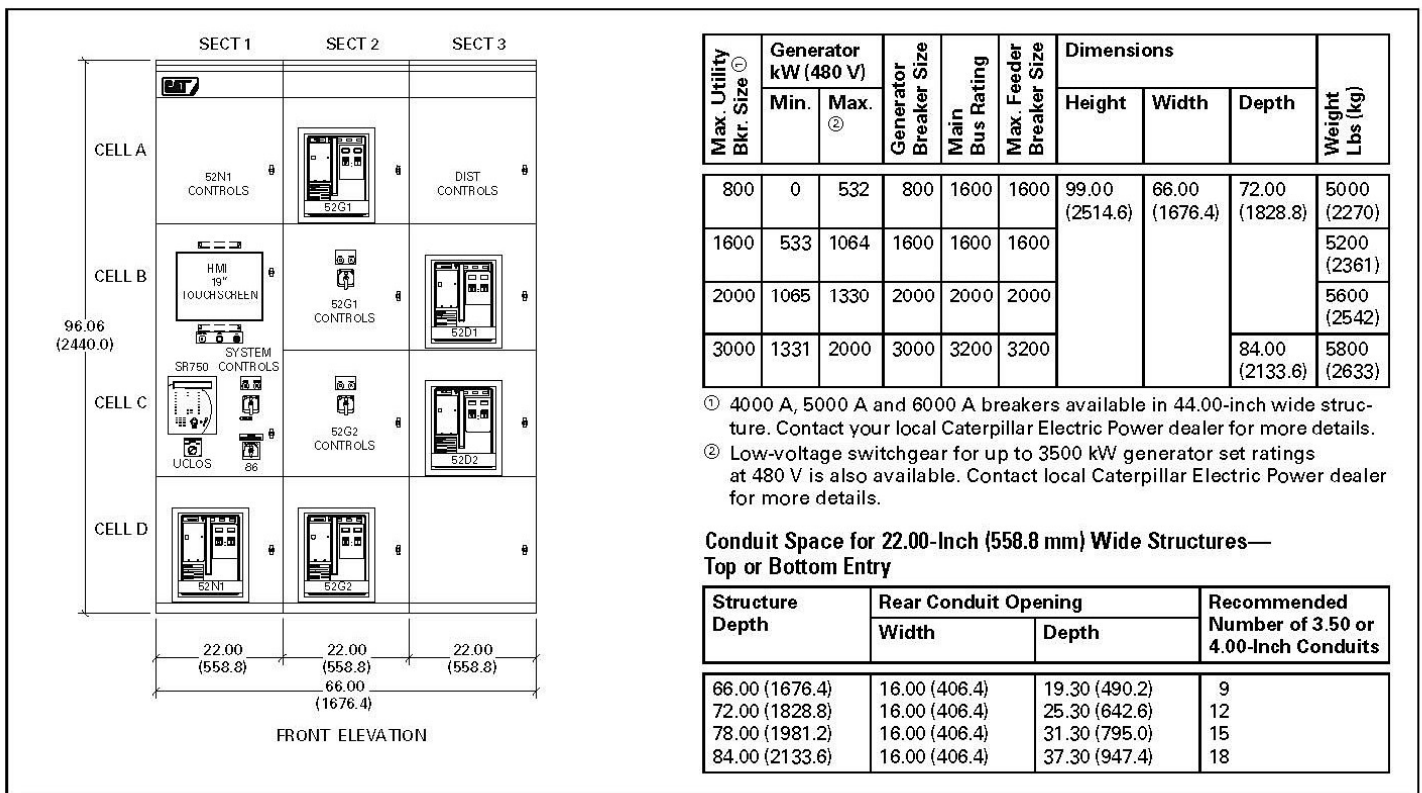 SECT 1 SECT 2 SECT 3
CAT
CELL A
52N1
CONTROLS
52G1
DIST
CONTROLS
CELL B
HMI
19"
TOUCHSCREEN
52G1
CONTROLS
52D1
96.06
(2440.0)
SYSTEM
CONTROLS
SR750
CELL C
UCLOS
86
52G2
CONTROLS
52D2
CELL D
52N1
52G2
22.00 22.00 22.00
(558.8) (558.8) (558.8)
66.00
(1676.4)
FRONT ELEVATION
Max. Utility
Bkr. Size ①
Generator
kW (480 V)
Min. Max.
②
Generator
Breaker Size
Main
Bus Rating
Max. Feeder
Breaker Size
Dimensions
Height Width Depth
Weight
Lbs (kg)
800 0 532 800 1600 1600 99.00 66.00 72.00 5000
(2514.6) (1676.4) (1828.8) (2270)
1600 533 1064 1600 1600 1600 5200
(2361)
2000 1065 1330 2000 2000 2000 5600
(2542)
3000 1331 2000 3000 3200 3200 84.00 5800
(2133.6) (2633)
① 4000 A, 5000 A and 6000 A breakers available in 44.00-inch wide struc-
ture. Contact your local Caterpillar Electric Power dealer for more details.
② Low-voltage switchgear for up to 3500 kW generator set ratings
at 480 V is also available. Contact local Caterpillar Electric Power dealer
for more details.
Conduit Space for 22.00-Inch (558.8 mm) Wide Structures—
Top or Bottom Entry
Structure
Depth
Rear Conduit Opening
Width Depth
Recommended
Number of 3.50 or
4.00-Inch Conduits
66.00 (1676.4) 16.00 (406.4) 19.30 (490.2) 9
72.00 (1828.8) 16.00 (406.4) 25.30 (642.6) 12
78.00 (1981.2) 16.00 (406.4) 31.30 (795.0) 15
84.00 (2133.6) 16.00 (406.4) 37.30 (947.4) 18